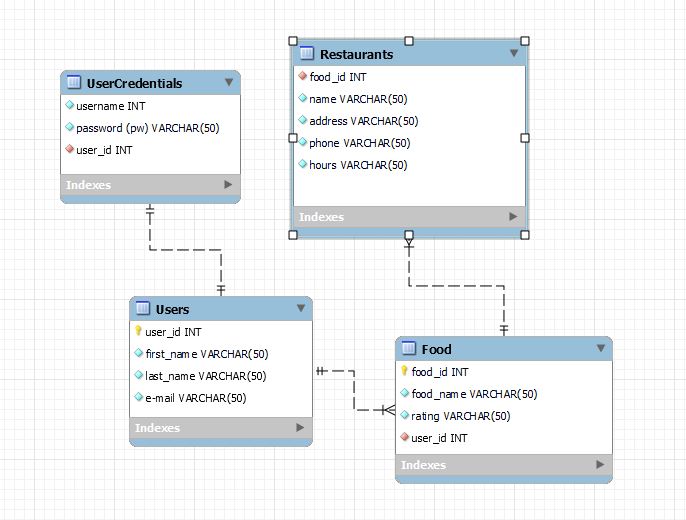 UserCredentials
username INT
password (pw) VARCHAR(50)
user_id INT
Indexes
Restaurants
food_id INT
name VARCHAR(50)
address VARCHAR(50)
phone VARCHAR(50)
hours VARCHAR(50)
Indexes
Users
user_id INT
first_name VARCHAR(50)
last_name VARCHAR(50)
e-mail VARCHAR(50)
Indexes
Food
food_id INT
food_name VARCHAR(50)
rating VARCHAR(50)
user_id INT
Indexes